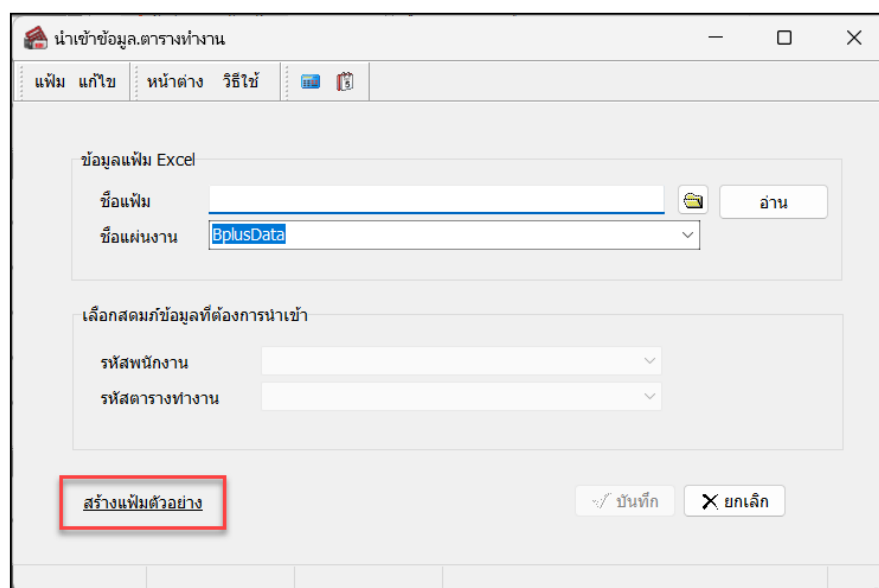 นำเข้าข้อมูล.ตารางทำงาน
แฟ้ม แก้ไข หน้าต่าง วิธีใช้
ข้อมูลแฟ้ม Excel
ชื่อแฟ้ม
อ่าน
ชื่อแผ่นงาน BplusData
เลือกสดมภ์ข้อมูลที่ต้องการนำเข้า
รหัสพนักงาน
รหัสตารางทำงาน
สร้างแฟ้มตัวอย่าง บันทึก ยกเลิก